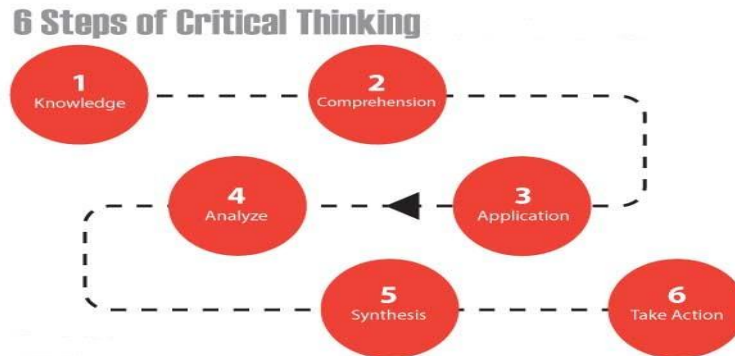 6 Steps of Critical Thinking
1
Knowledge
2
Comprehension
3
Application
4
Analyze
5
Synthesis
6
Take Action